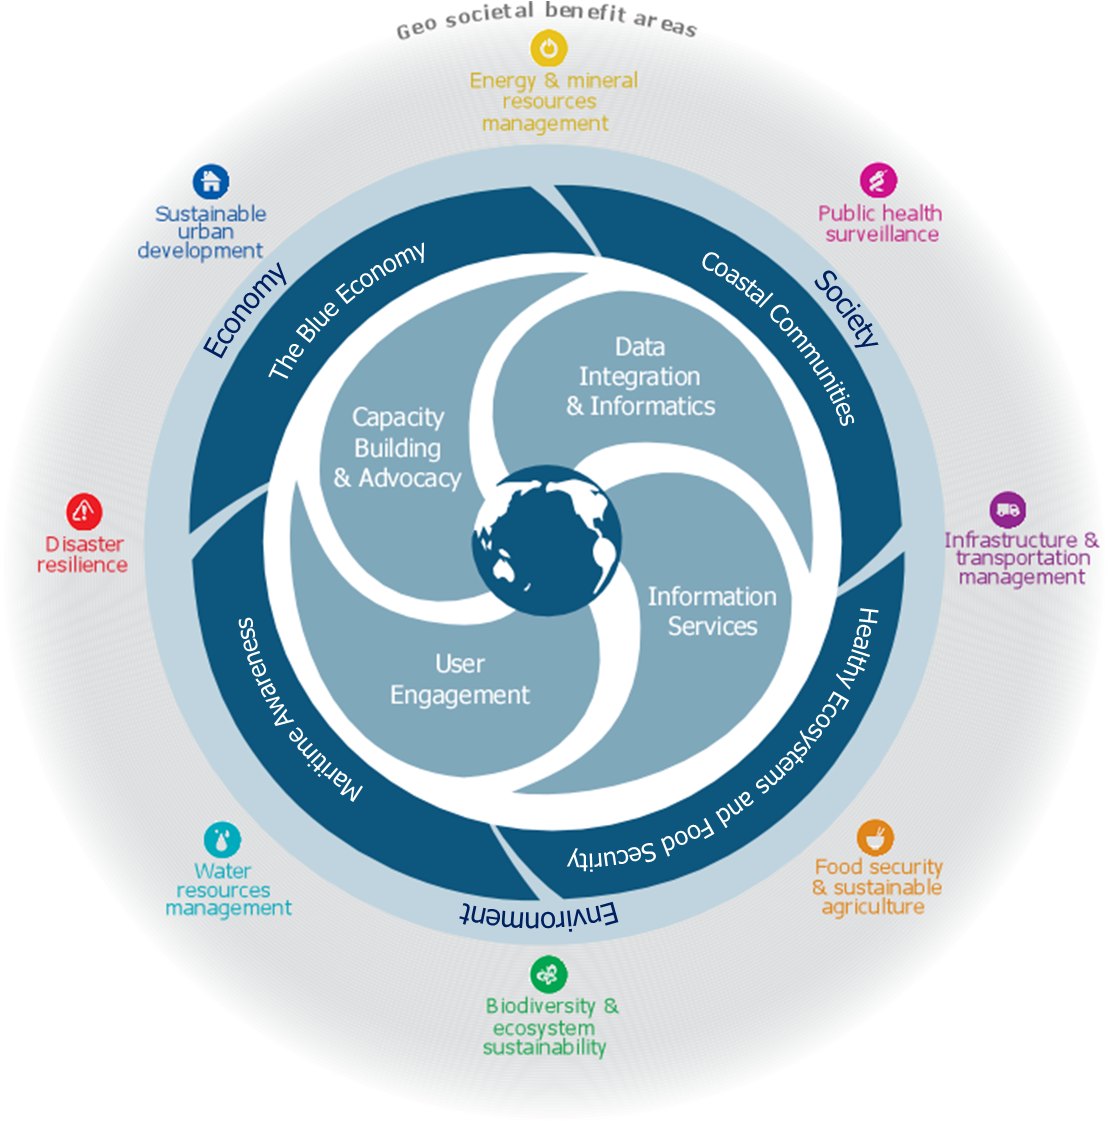 Geo societal benefit areas
Energy & mineral
resources
management
Sustainable
urban
development
Public health
surveillance
Economy
The Blue Economy
Coastal Communities
Society
Data
Integration
& Informatics
Capacity
Building
& Advocacy
Disaster
resilience
Infrastructure &
transportation
management
Information
Services
User
Engagement
Maritime Awareness
Healthy Ecosystems and Food Security
Water
resources
management
Food security
& sustainable
agriculture
Environment
Biodiversity &
ecosystem
sustainability